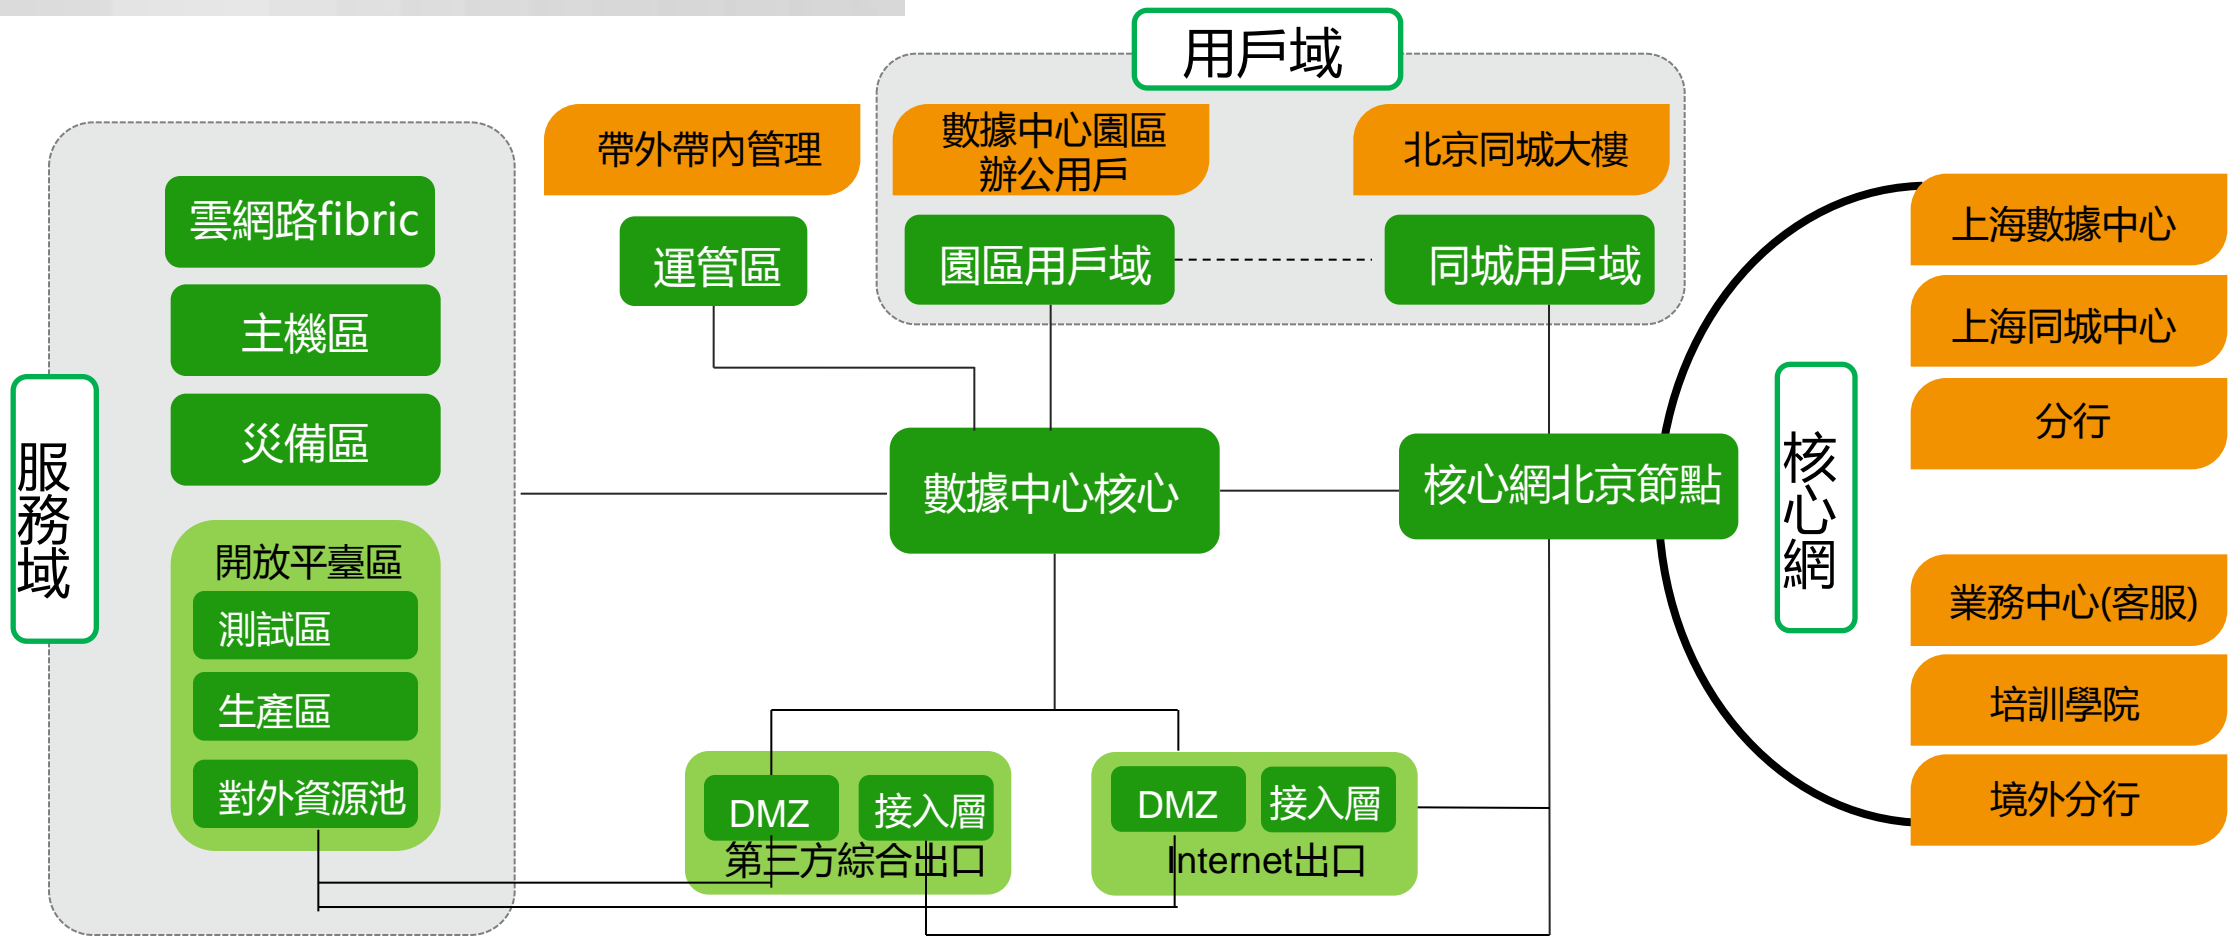 用戶域
帶外帶內管理
數據中心園區
辦公用戶
北京同城大樓
雲網路fibric
運管區
園區用戶域
同城用戶域
上海數據中心
主機區
上海同城中心
災備區
分行
服務域
數據中心核心
核心網北京節點
核心網
開放平臺區
測試區
生產區
對外資源池
業務中心(客服)
培訓學院
境外分行
DMZ
接入層
第三方綜合出口
DMZ
接入層
Internet出口